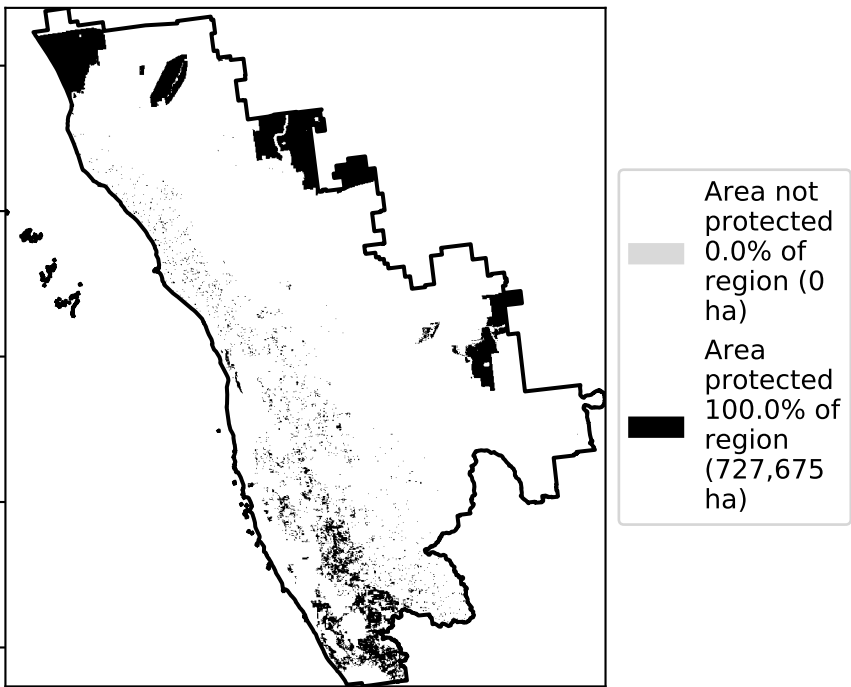 Area not
protected
0.0% of
region (0
ha)
Area
protected
100.0% of
region
(727,675
ha)